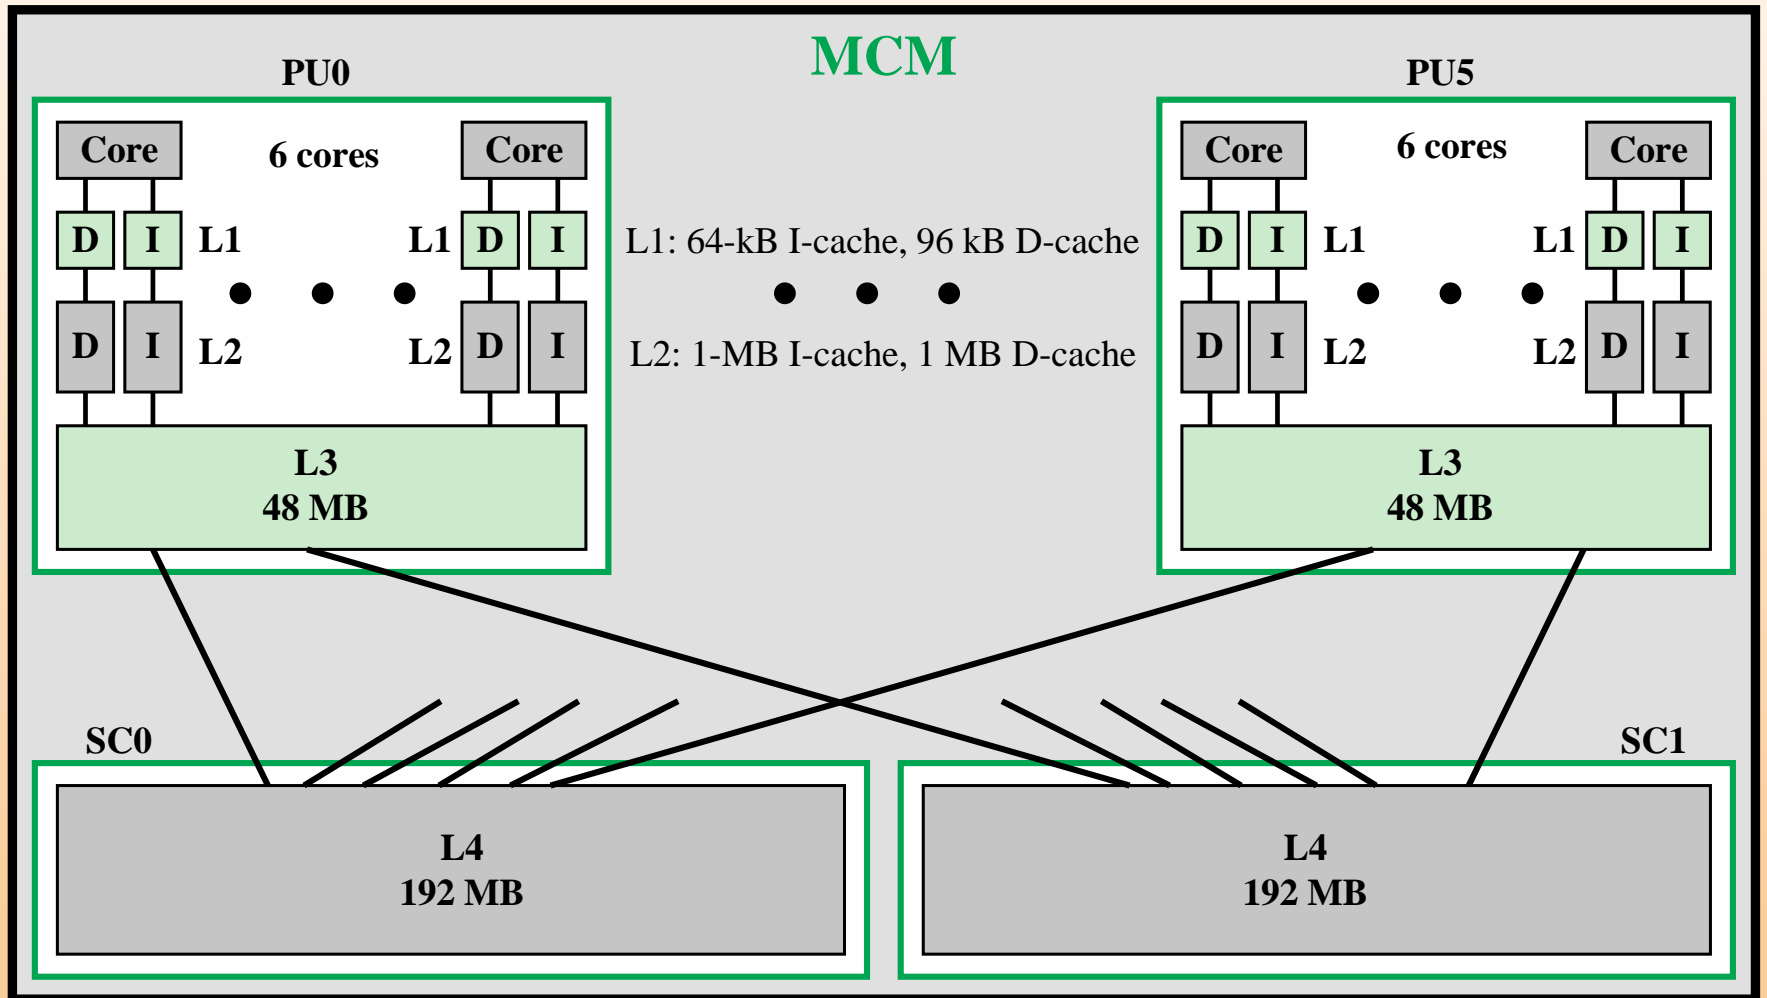 MCM
PU0
PU5
Core
6 cores
Core
Core
6 cores
Core
D
I
L1
L1
D
I
L1: 64-kB I-cache, 96 kB D-cache
D
I
L1
L1
D
I
D
I
L2
L2
D
I
L2: 1-MB I-cache, 1 MB D-cache
D
I
L2
L2
D
I
L3
48 MB
L3
48 MB
SC0
SC1
L4
192 MB
L4
192 MB